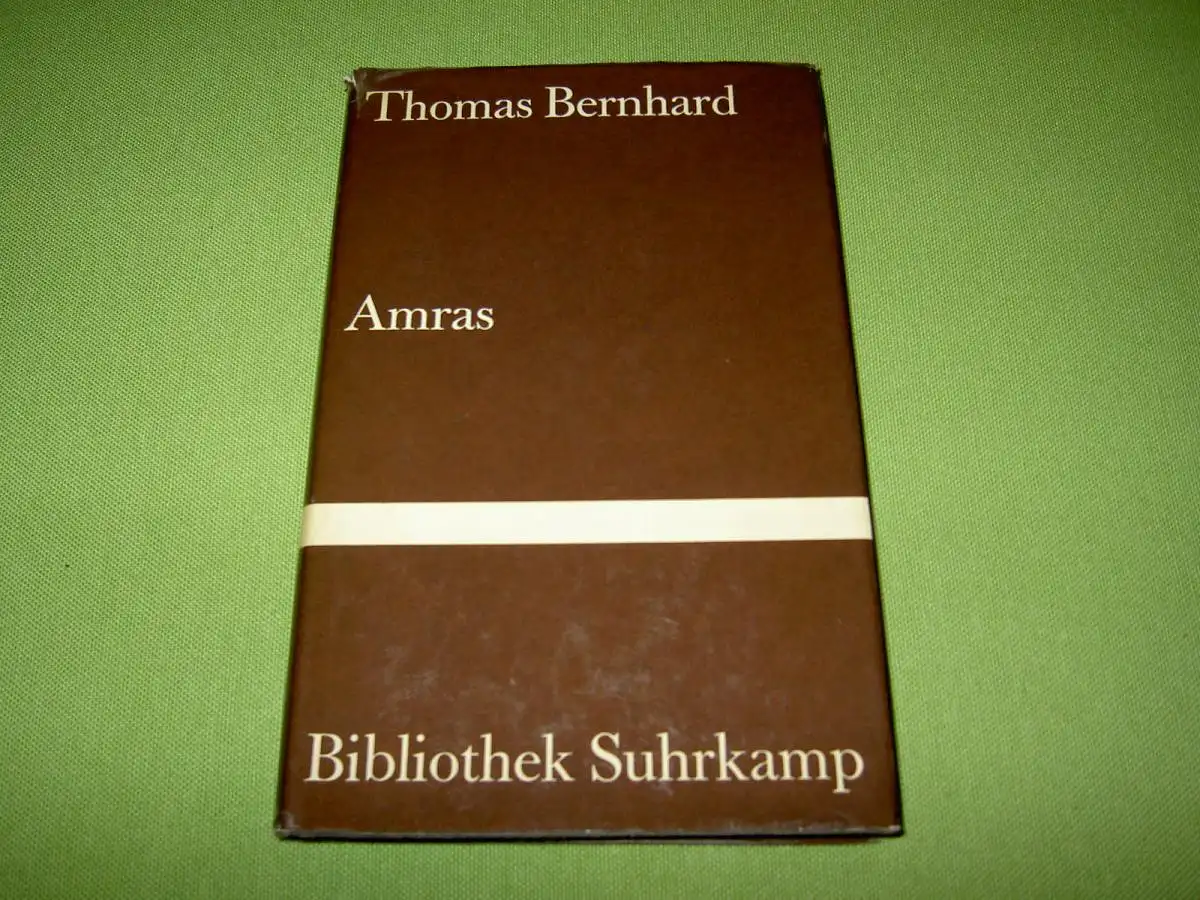 Thomas Bernhard
Amras
Bibliothek Suhrkamp